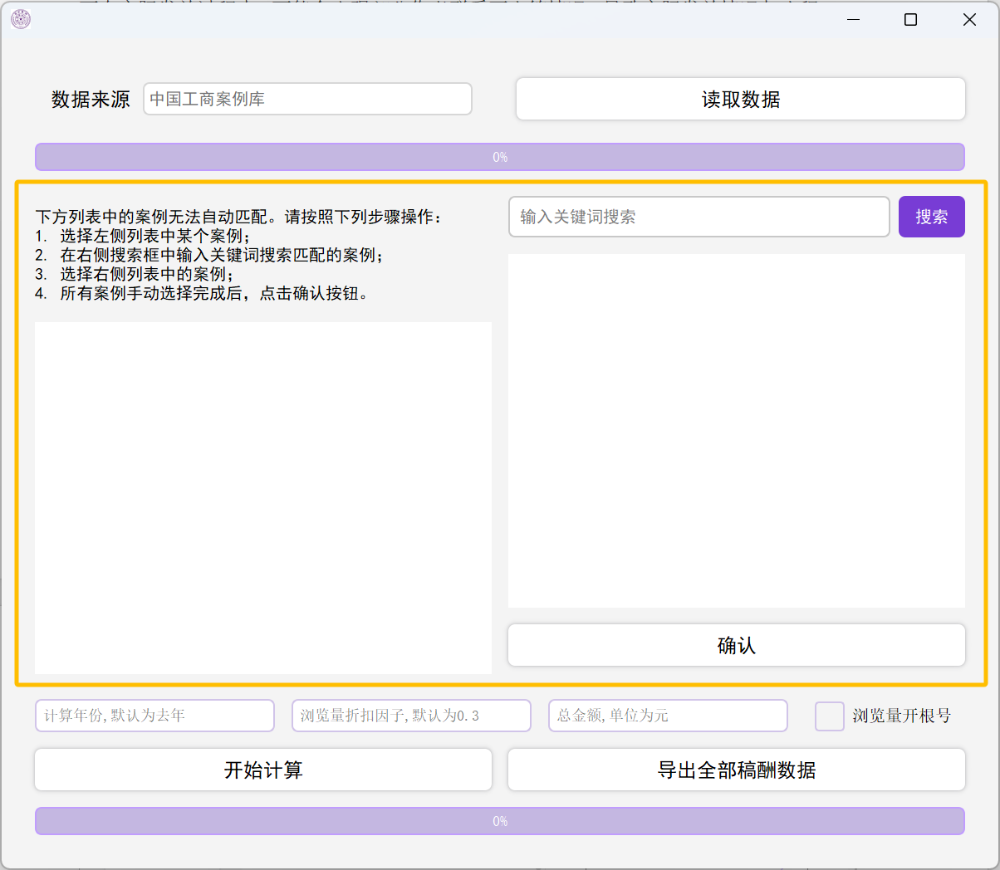 数据来源 中国工商案例库 读取数据
0%
下方列表中的案例无法自动匹配。请按照下列步骤操作：
1. 选择左侧列表中某个案例；
2. 在右侧搜索框中输入关键词搜索匹配的案例；
3. 选择右侧列表中的案例；
4. 所有案例手动选择完成后，点击确认按钮。
输入关键词搜索 搜索
确认
计算年份,默认为去年 浏览量折扣因子,默认为0.3 总金额,单位为元 浏览量开根号
开始计算 导出全部稿酬数据
0%